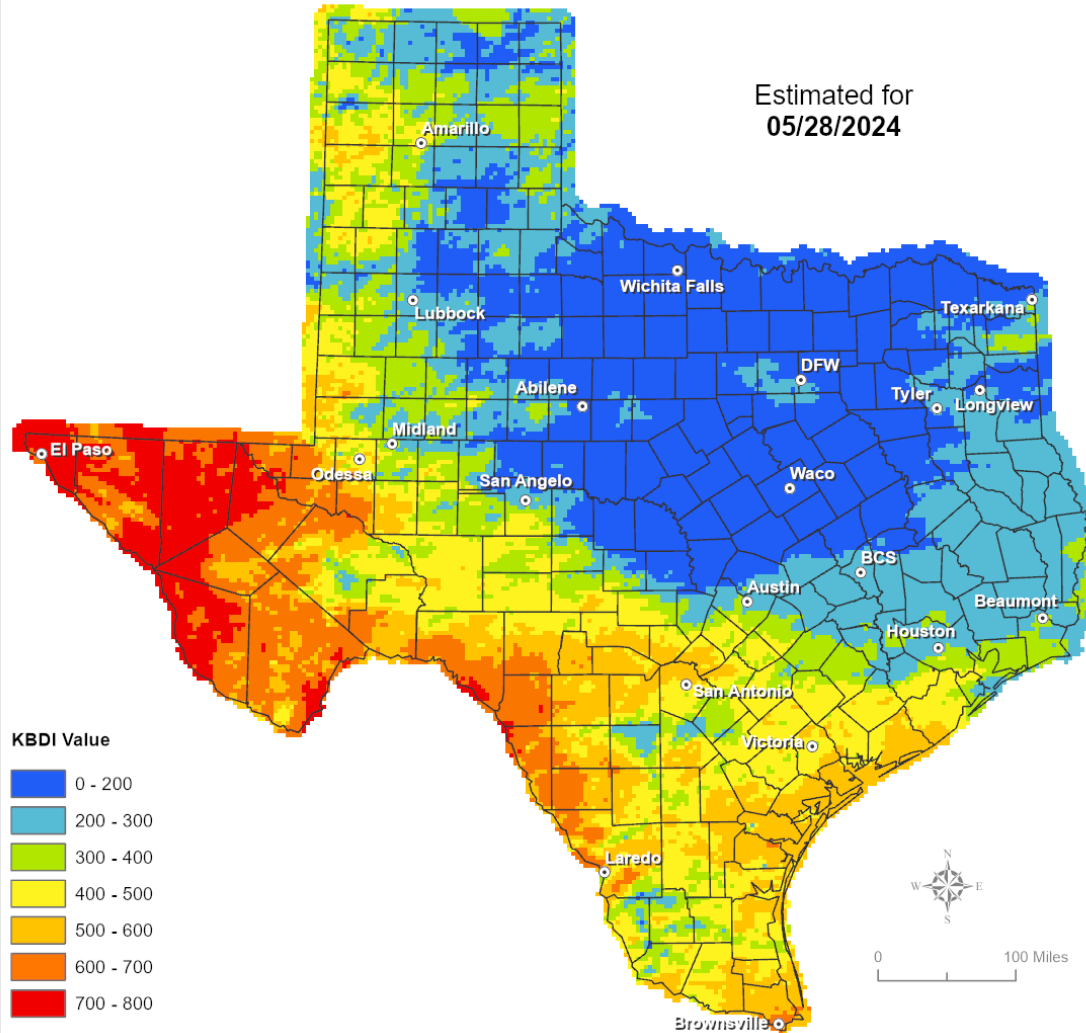 Estimated for
05/28/2024
Amarillo
Wichita Falls
Texarkana
Lubbock
DFW
Abilene
Tyler
Longview
Midland
El Paso
Odessa
San Angelo
Waco
BCS
Austin
Beaumont
Houston
San Antonio
Victoria
Laredo
Brownsville
KBDI Value
0 - 200
200 - 300
300 - 400
400 - 500
500 - 600
600 - 700
700 - 800
N
W E
S
0 100 Miles